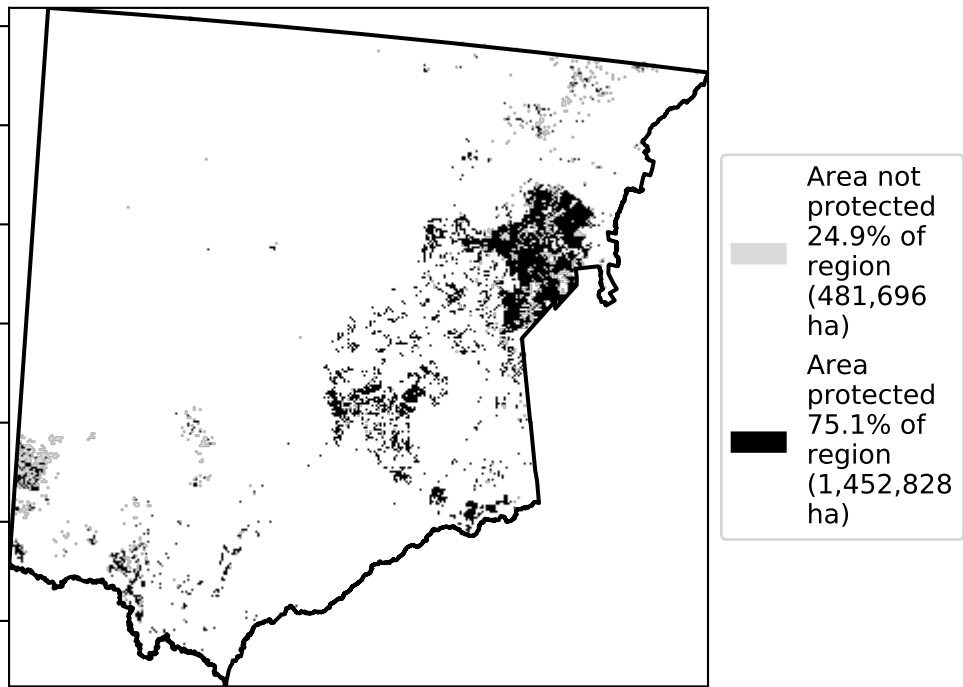 Area not
protected
24.9% of
region
(481,696
ha)
Area
protected
75.1% of
region
(1,452,828
ha)